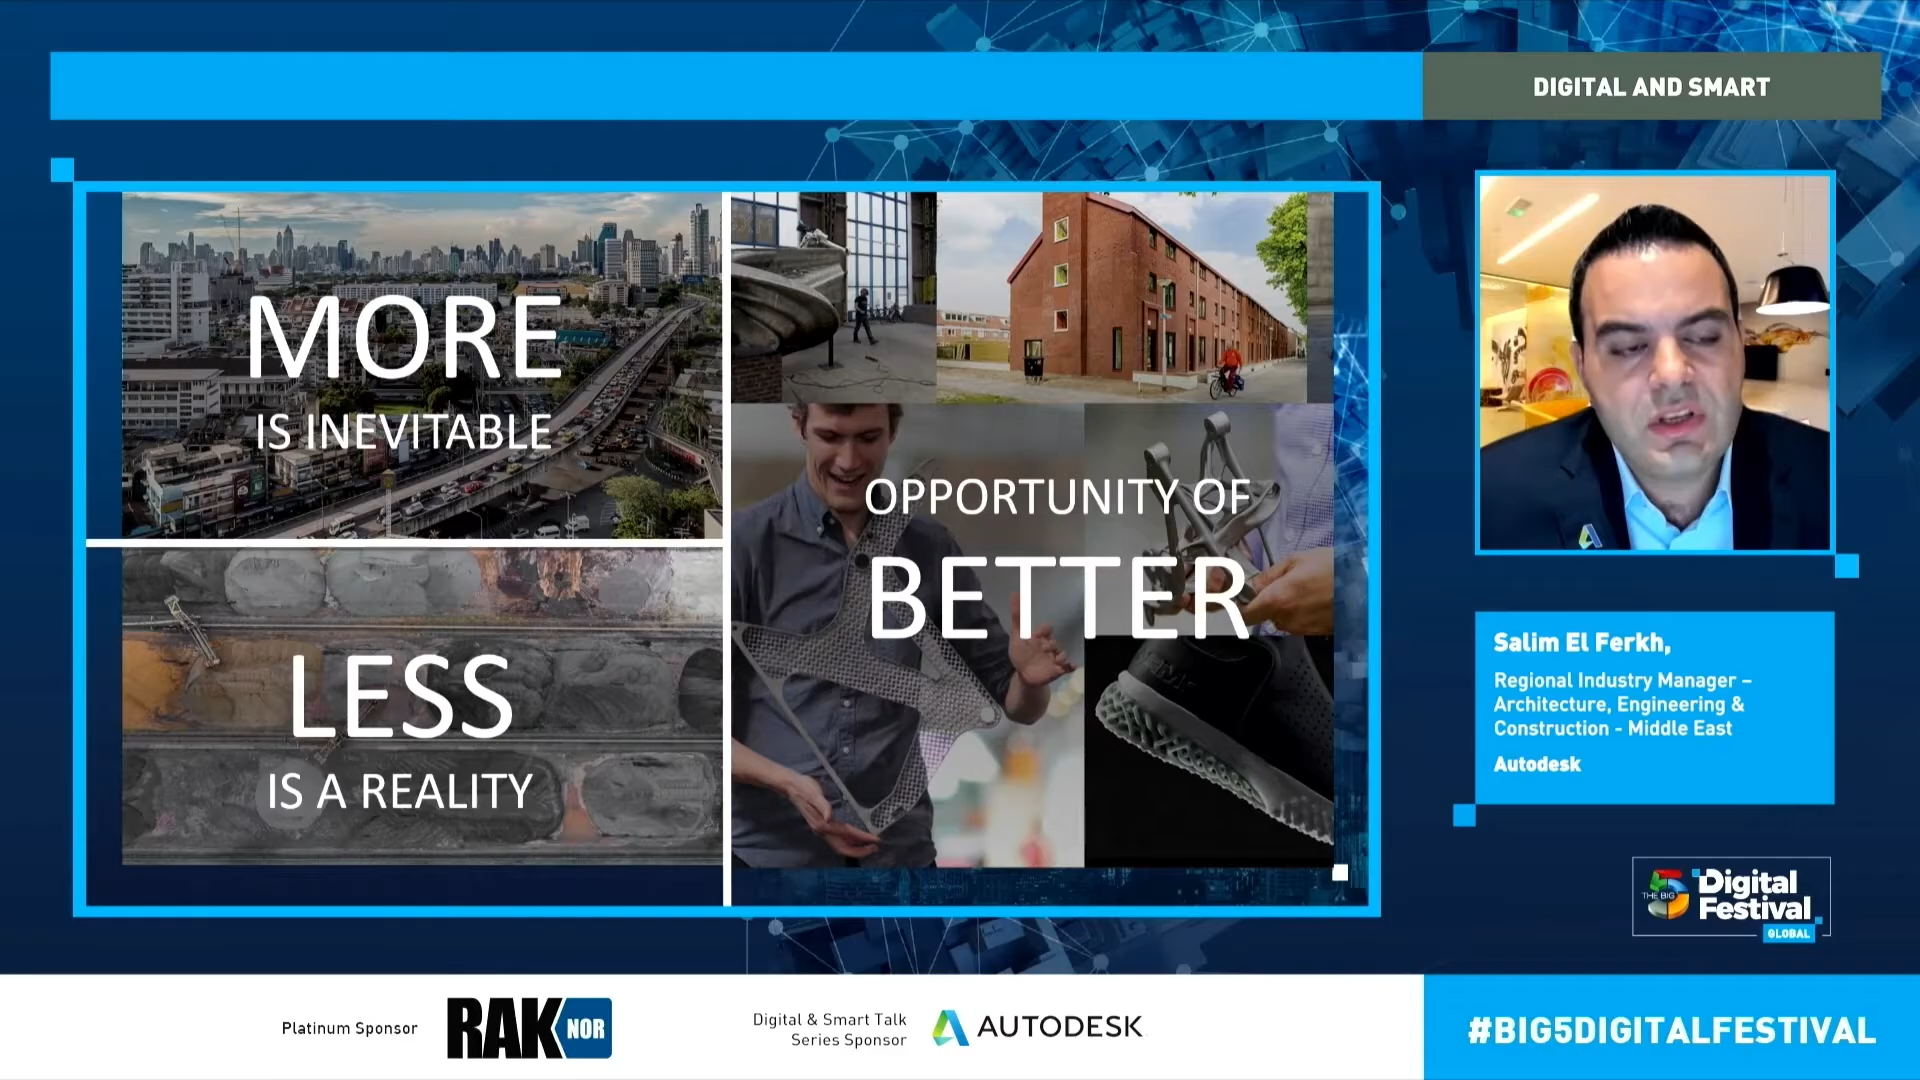 DIGITAL AND SMART
MORE
IS INEVITABLE
LESS
IS A REALITY
OPPORTUNITY OF
BETTER
Salim El Ferkh,
Regional Industry Manager –
Architecture, Engineering &
Construction - Middle East
Autodesk
THE BIG 5
Digital
Festival
GLOBAL
Platinum Sponsor
RAK NOR
Digital & Smart Talk
Series Sponsor
AUTODESK
#BIG5DIGITALFESTIVAL